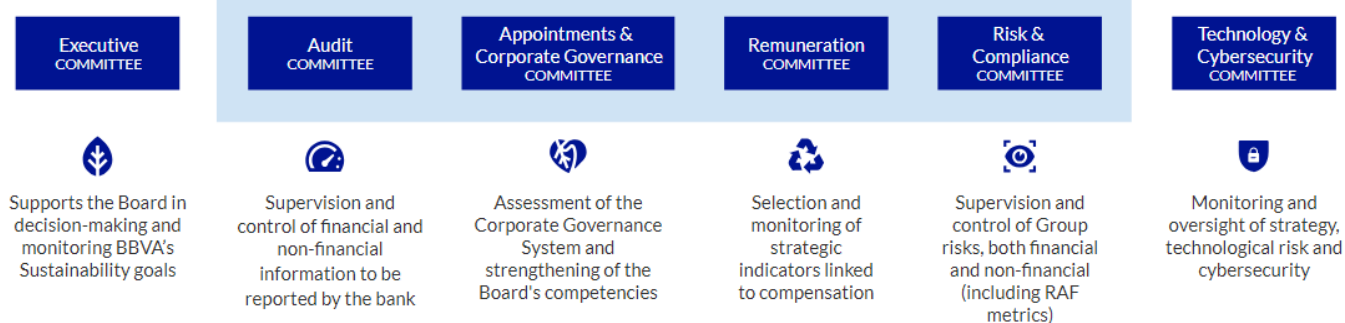 Executive
COMMITTEE
Audit
COMMITTEE
Appointments &
Corporate Governance
COMMITTEE
Remuneration
COMMITTEE
Risk &
Compliance
COMMITTEE
Technology &
Cybersecurity
COMMITTEE
Supports the Board in
decision-making and
monitoring BBVA's
Sustainability goals
Supervision and
control of financial and
non-financial
information to be
reported by the bank
Assessment of the
Corporate Governance
System and
strengthening of the
Board's competencies
Selection and
monitoring of
strategic
indicators linked
to compensation
Supervision and
control of Group
risks, both financial
and non-financial
(including RAF
metrics)
Monitoring and
oversight of strategy,
technological risk and
cybersecurity